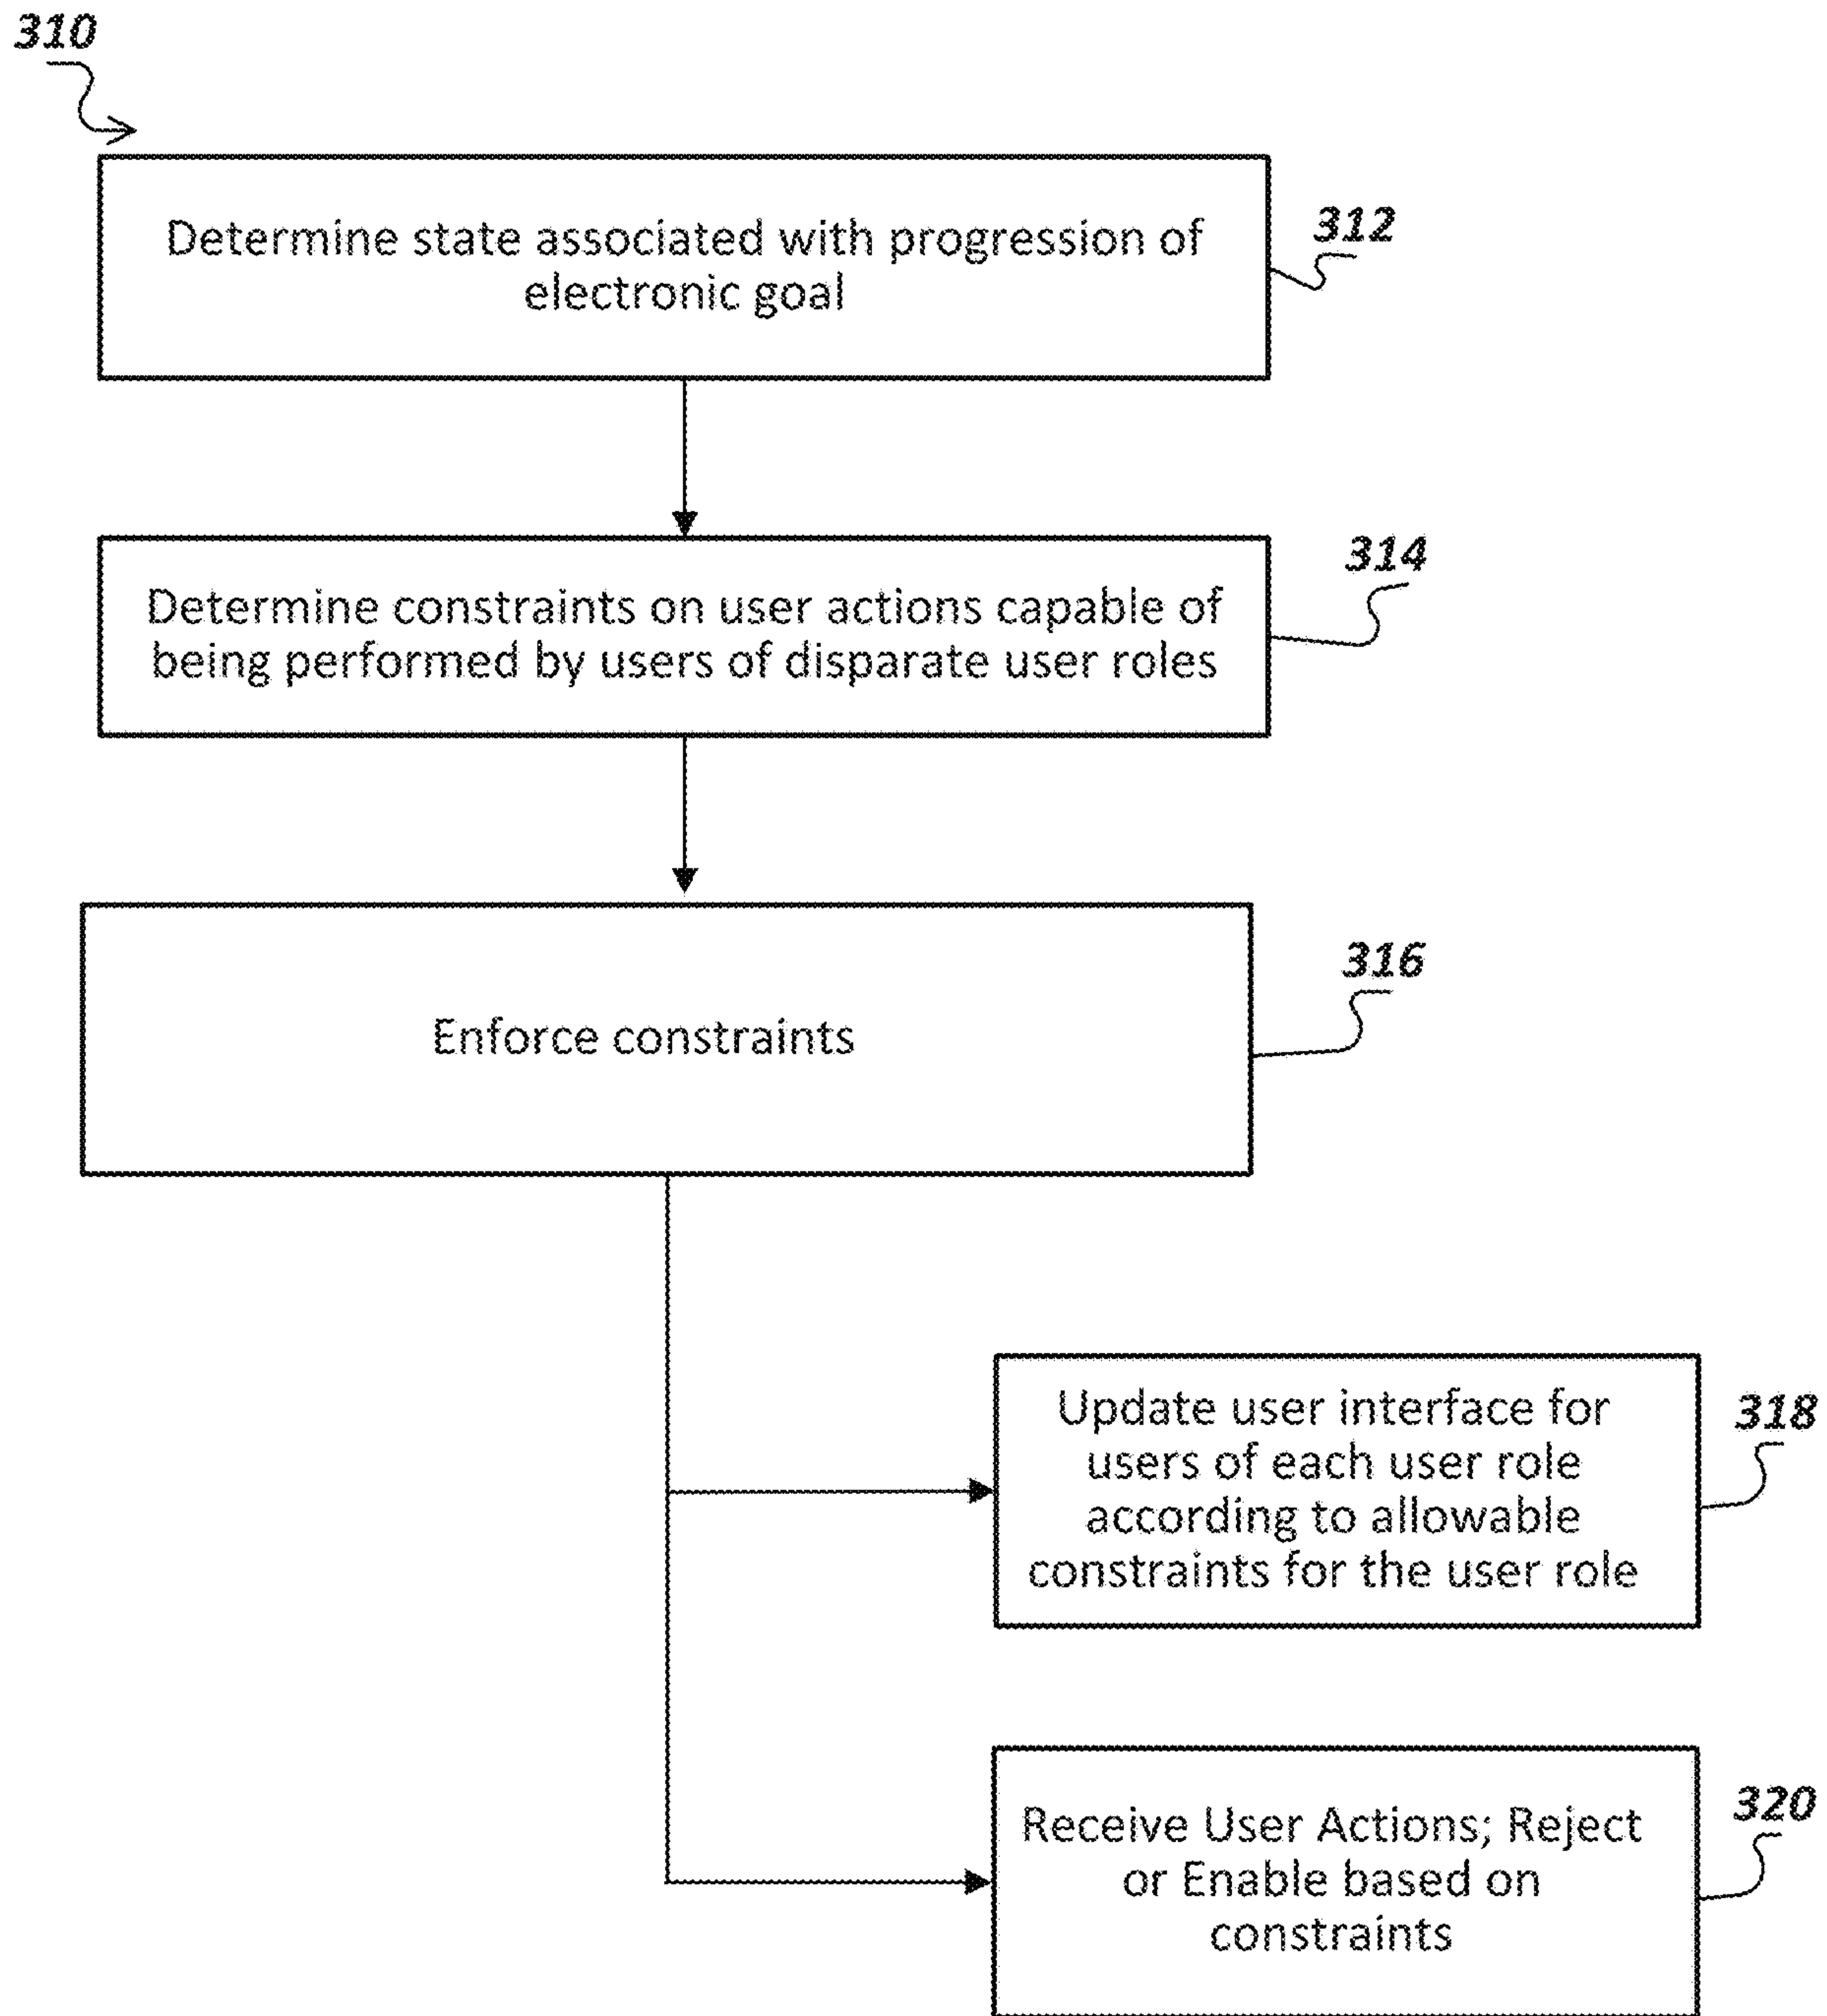 310
Determine state associated with progression of
electronic goal
312
Determine constraints on user actions capable of
being performed by users of disparate user roles
314
Enforce constraints
316
Update user interface for
users of each user role
according to allowable
constraints for the user role
318
Receive User Actions; Reject
or Enable based on
constraints
320